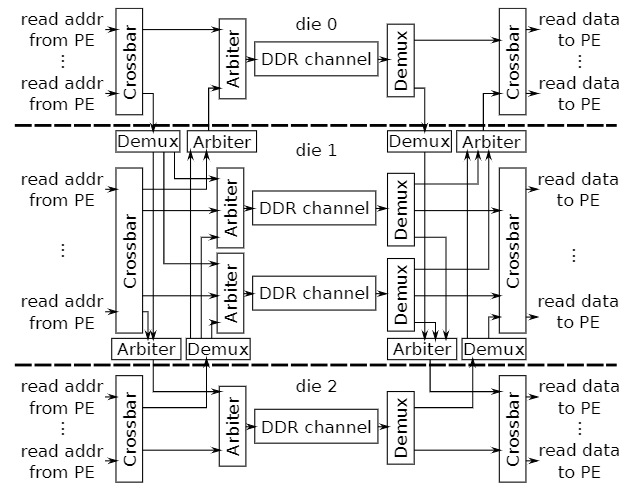 die 0
read addr
from PE
⋮
read addr
from PE
Crossbar
Arbiter
DDR channel
Demux
Crossbar
read data
to PE
⋮
read data
to PE
Demux
Arbiter
Demux
Arbiter
die 1
read addr
from PE
⋮
read addr
from PE
Crossbar
Arbiter
DDR channel
Demux
Arbiter
DDR channel
Demux
Crossbar
read data
to PE
⋮
read data
to PE
Arbiter
Demux
Arbiter
Demux
die 2
read addr
from PE
⋮
read addr
from PE
Crossbar
Arbiter
DDR channel
Demux
Crossbar
read data
to PE
⋮
read data
to PE